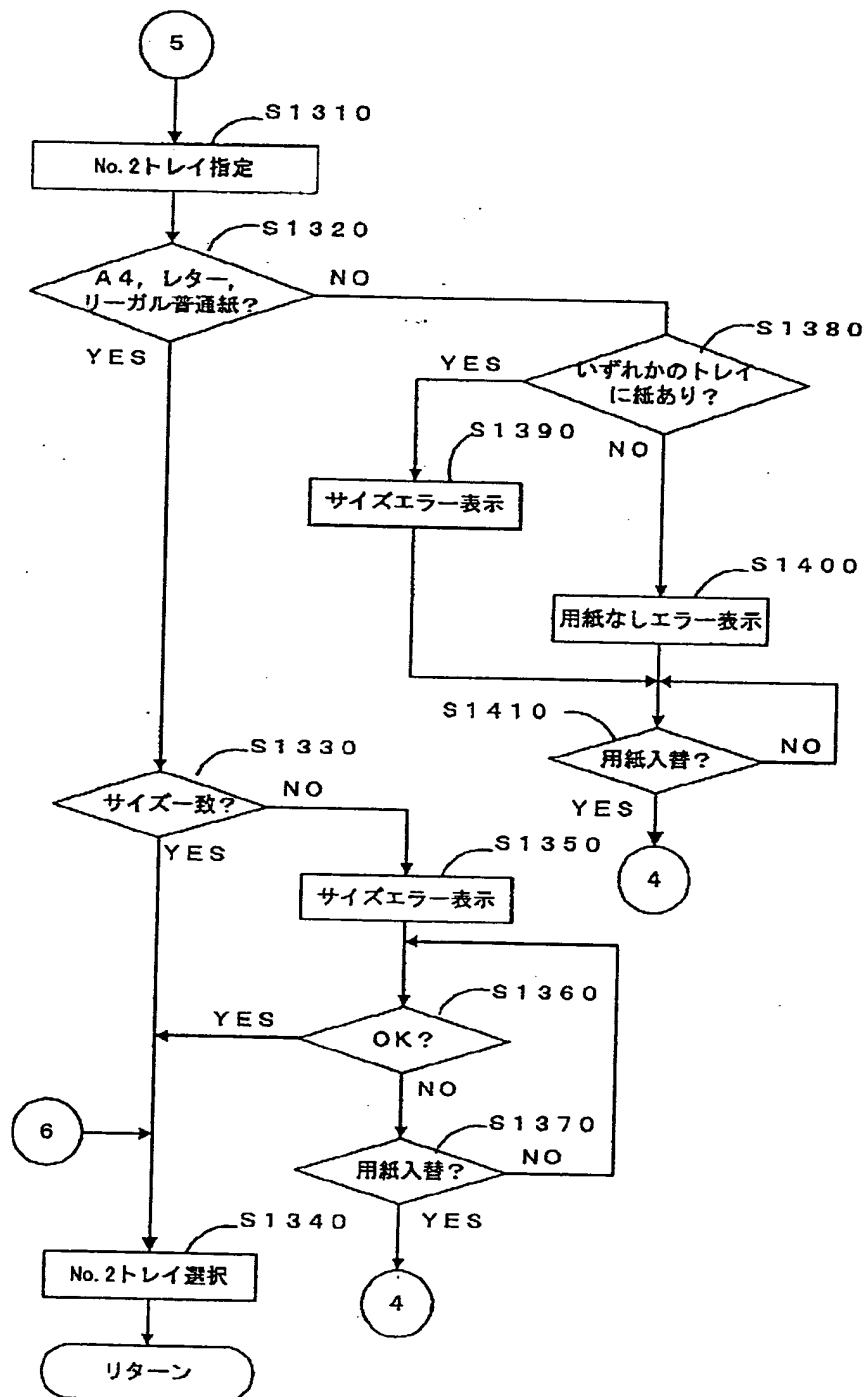 5
S1310
No.2トレイ指定
S1320
A4，レター，
リーガル普通紙？
NO
YES
S1380
いずれかのトレイ
に紙あり？
YES
NO
S1390
サイズエラー表示
S1400
用紙なしエラー表示
S1410
用紙入替？
NO
YES
4
S1330
サイズ一致？
NO
YES
S1350
サイズエラー表示
S1360
OK？
YES
NO
6
S1370
用紙入替？
NO
YES
S1340
No.2トレイ選択
4
リターン